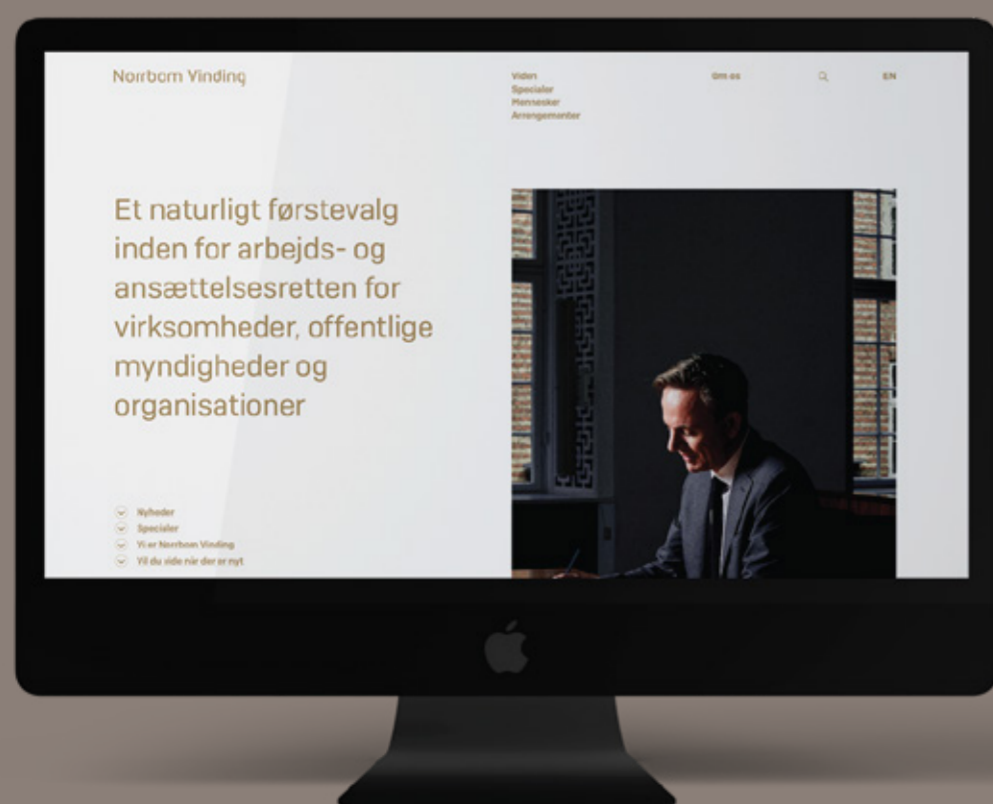 Norrbom Vinding
Viden
Specialer
Mennesker
Arrangementer
Om os
EN
Et naturligt førstevalg
inden for arbejds- og
ansættelsesretten for
virksomheder, offentlige
myndigheder og
organisationer
Nyheder
Specialer
Vi er Norrbom Vinding
Vil du vide når der er nyt